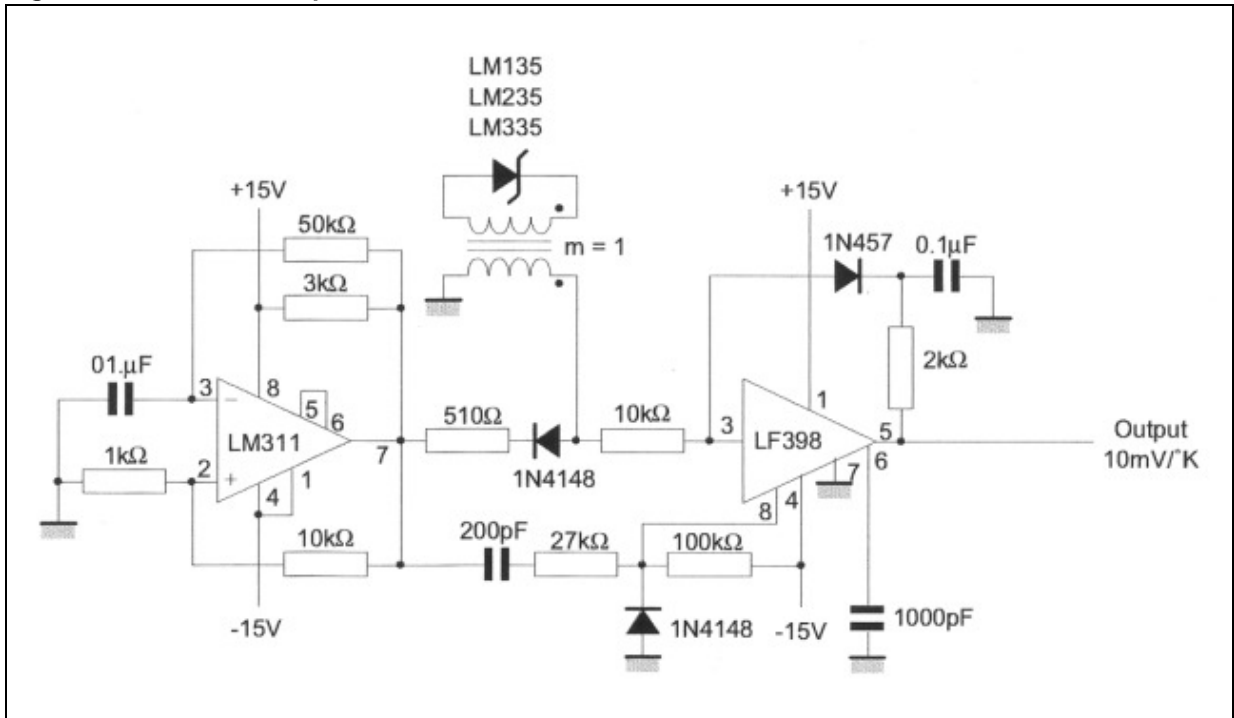 LM135
LM235
LM335
+15V
50kΩ
3kΩ
m = 1
+15V
1N457
0.1µF
2kΩ
01.µF
3
8
5
6
LM311
7
1kΩ
2
1
4
510Ω
1N4148
10kΩ
3
1
LF398
5
6
7
8
4
Output
10mV/˚K
10kΩ
200pF
27kΩ
100kΩ
-15V
1N4148
-15V
1000pF